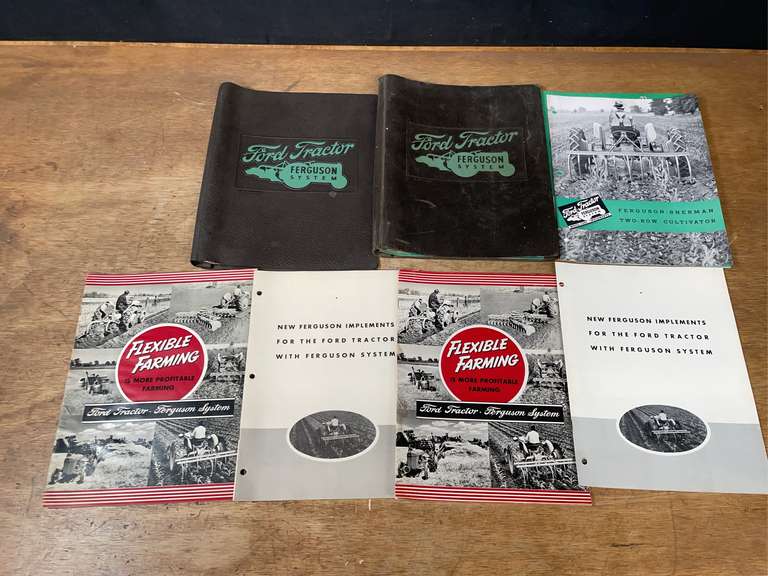 Ford Tractor
FERGUSON
SYSTEM
Ford Tractor
FERGUSON
SYSTEM
Ford Tractor
FERGUSON-SHERMAN
TWO-ROW CULTIVATOR
FLEXIBLE
FARMING
IS MORE PROFITABLE
FARMING
Ford Tractor - Ferguson System
NEW FERGUSON IMPLEMENTS
FOR THE FORD TRACTOR
WITH FERGUSON SYSTEM
FLEXIBLE
FARMING
IS MORE PROFITABLE
FARMING
Ford Tractor - Ferguson System
NEW FERGUSON IMPLEMENTS
FOR THE FORD TRACTOR
WITH FERGUSON SYSTEM